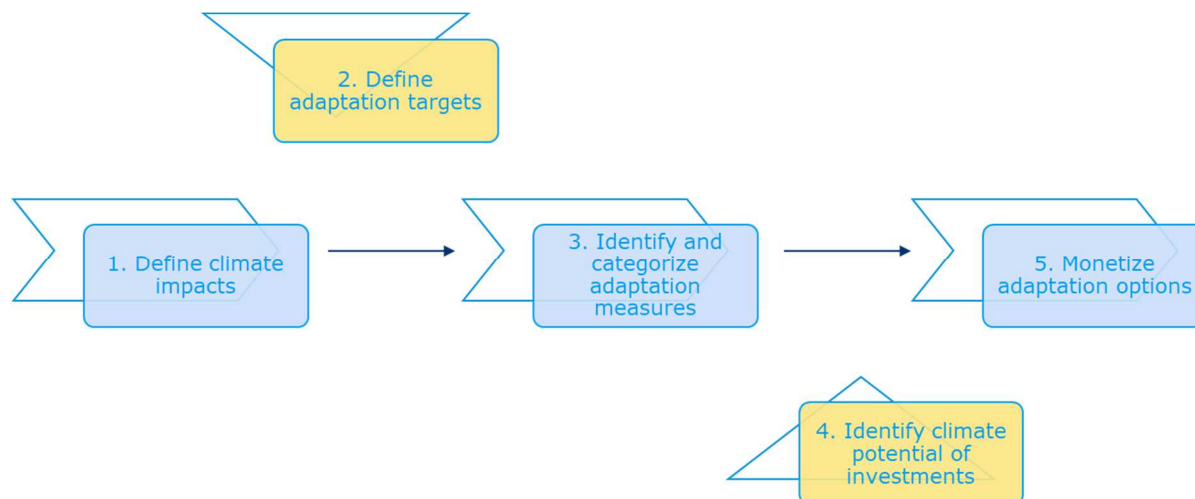 2. Define
adaptation targets
1. Define climate
impacts
3. Identify and
categorize
adaptation
measures
5. Monetize
adaptation options
4. Identify climate
potential of
investments